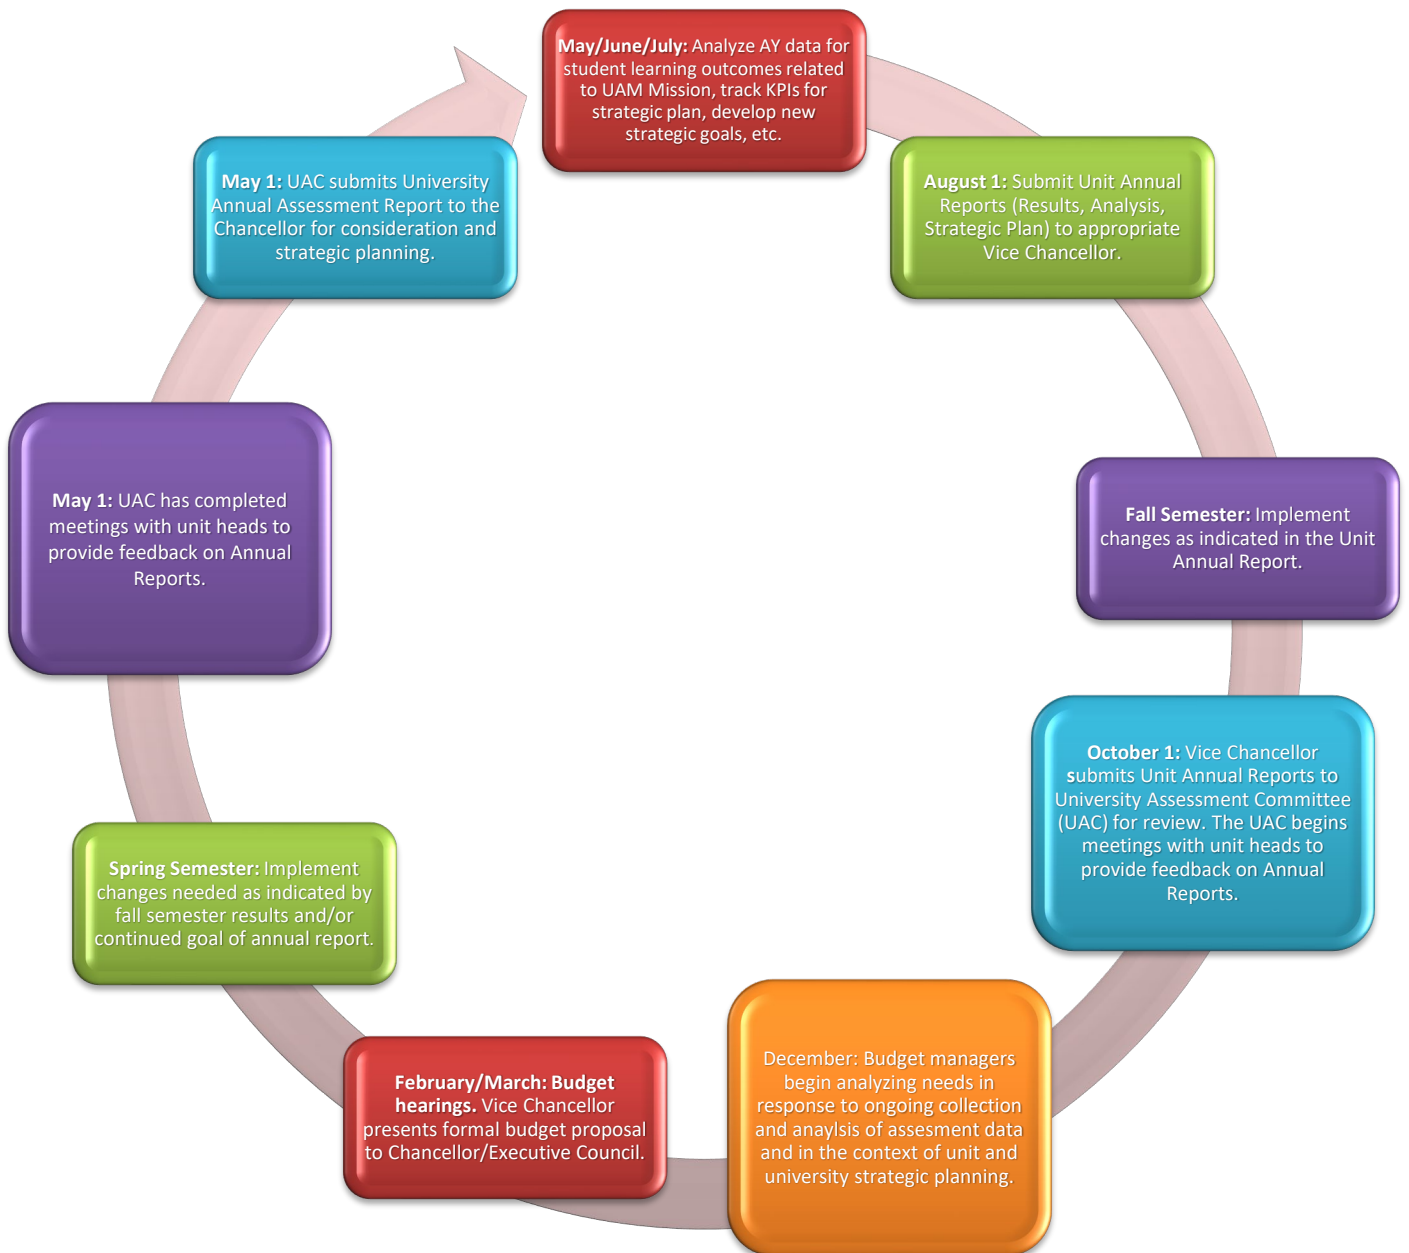 May/June/July: Analyze AY data for
student learning outcomes related
to UAM Mission, track KPIs for
strategic plan, develop new
strategic goals, etc.
August 1: Submit Unit Annual
Reports (Results, Analysis,
Strategic Plan) to appropriate
Vice Chancellor.
Fall Semester: Implement
changes as indicated in the Unit
Annual Report.
October 1: Vice Chancellor
submits Unit Annual Reports to
University Assessment Committee
(UAC) for review. The UAC begins
meetings with unit heads to
provide feedback on Annual
Reports.
December: Budget managers
begin analyzing needs in
response to ongoing collection
and anaylsis of assesment data
and in the context of unit and
university strategic planning.
February/March: Budget
hearings. Vice Chancellor
presents formal budget proposal
to Chancellor/Executive Council.
Spring Semester: Implement
changes needed as indicated by
fall semester results and/or
continued goal of annual report.
May 1: UAC has completed
meetings with unit heads to
provide feedback on Annual
Reports.
May 1: UAC submits University
Annual Assessment Report to the
Chancellor for consideration and
strategic planning.